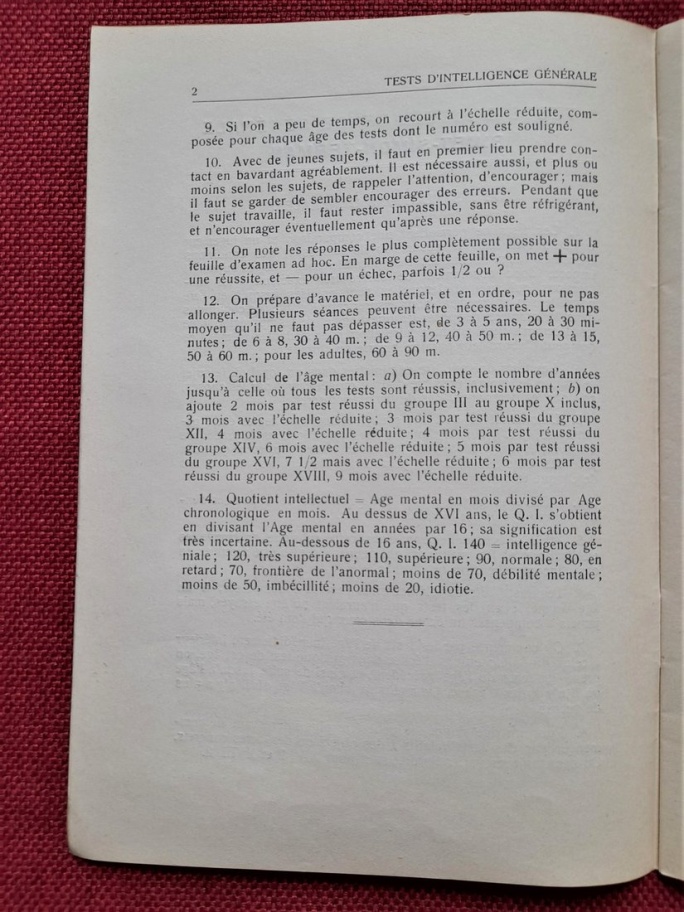 2
TESTS D'INTELLIGENCE GÉNÉRALE
9. Si l'on a peu de temps, on recourt à l'échelle réduite, com-
posée pour chaque âge des tests dont le numéro est souligné.
10. Avec de jeunes sujets, il faut en premier lieu prendre con-
tact en bavardant agréablement. Il est nécessaire aussi, et plus ou
moins selon les sujets, de rappeler l'attention, d'encourager; mais
il faut se garder de sembler encourager des erreurs. Pendant que
le sujet travaille, il faut rester impassible, sans être réfrigérant,
et n'encourager éventuellement qu'après une réponse.
11. On note les réponses le plus complètement possible sur la
feuille d'examen ad hoc. En marge de cette feuille, on met + pour
une réussite, et — pour un échec, parfois 1/2 ou ?
12. On prépare d'avance le matériel, et en ordre, pour ne pas
allonger. Plusieurs séances peuvent être nécessaires. Le temps
moyen qu'il ne faut pas dépasser est, de 3 à 5 ans, 20 à 30 mi-
nutes; de 6 à 8, 30 à 40 m.; de 9 à 12, 40 à 50 m.; de 13 à 15,
50 à 60 m.; pour les adultes, 60 à 90 m.
13. Calcul de l'âge mental: a) On compte le nombre d'années
jusqu'à celle où tous les tests sont réussis, inclusivement; b) on
ajoute 2 mois par test réussi du groupe III au groupe X inclus,
3 mois avec l'échelle réduite; 3 mois par test réussi du groupe
XII, 4 mois avec l'échelle réduite; 4 mois par test réussi du
groupe XIV, 6 mois avec l'échelle réduite; 5 mois par test réussi
du groupe XVI, 7 1/2 mais avec l'échelle réduite; 6 mois par test
réussi du groupe XVIII, 9 mois avec l'échelle réduite.
14. Quotient intellectuel = Age mental en mois divisé par Age
chronologique en mois. Au dessus de XVI ans, le Q. I. s'obtient
en divisant l'Age mental en années par 16; sa signification est
très incertaine. Au-dessous de 16 ans, Q. I. 140 = intelligence gé-
niale; 120, très supérieure; 110, supérieure; 90, normale; 80, en
retard; 70, frontière de l'anormal; moins de 70, débilité mentale;
moins de 50, imbécillité; moins de 20, idiotie.